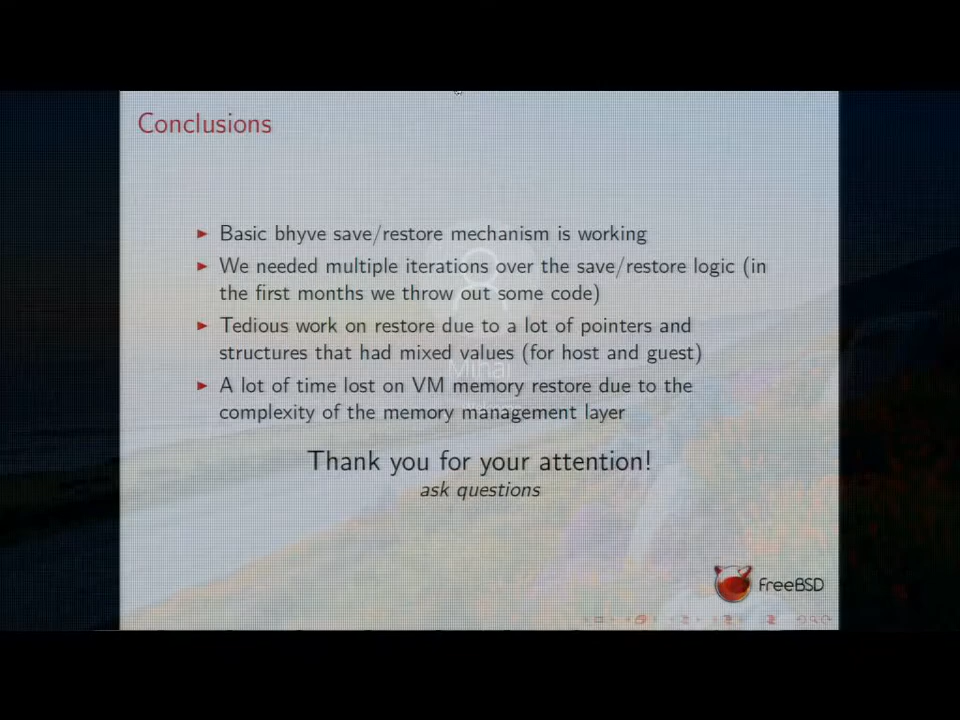 Conclusions
► Basic bhyve save/restore mechanism is working
► We needed multiple iterations over the save/restore logic (in
the first months we throw out some code)
► Tedious work on restore due to a lot of pointers and
structures that had mixed values (for host and guest)
Mihai
► A lot of time lost on VM memory restore due to the
complexity of the memory management layer
Thank you for your attention!
ask questions
FreeBSD